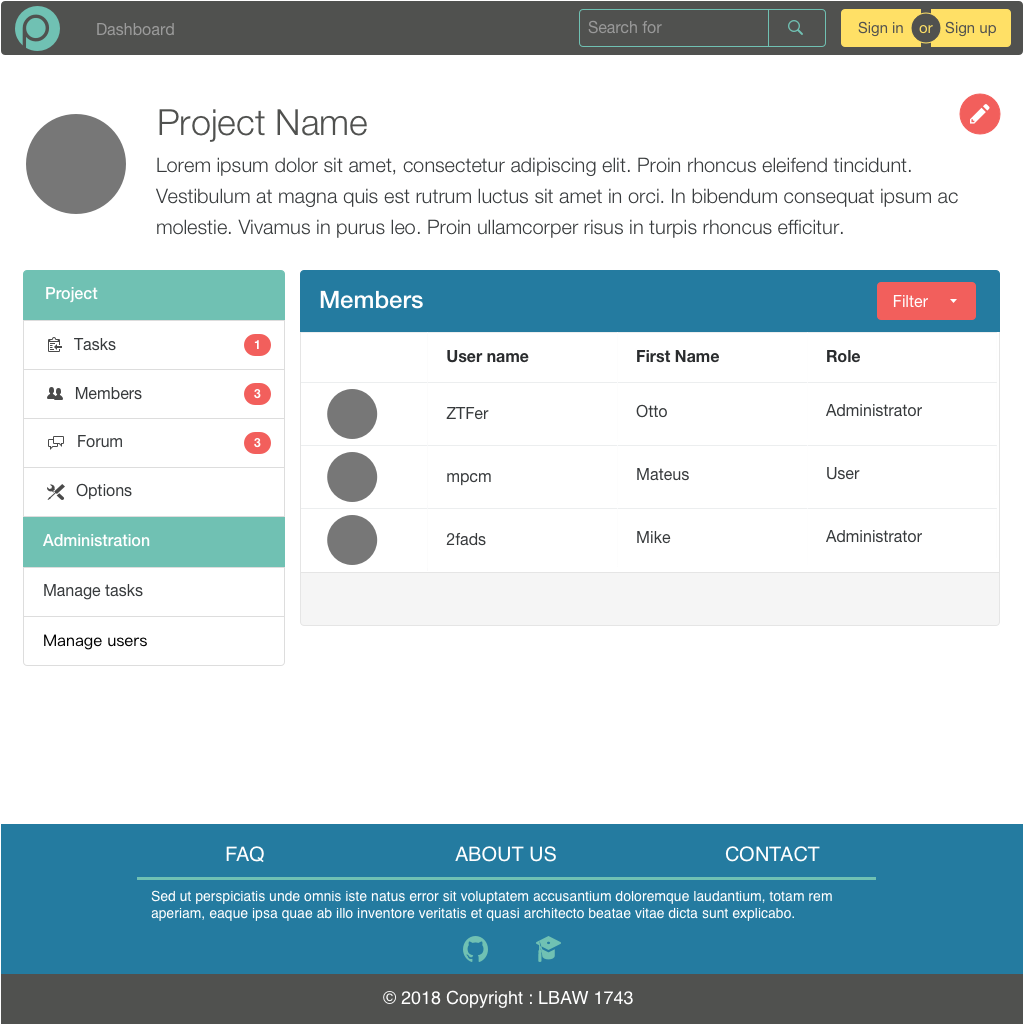 Dashboard
Search for
Sign in or Sign up
Project Name
Lorem ipsum dolor sit amet, consectetur adipiscing elit. Proin rhoncus eleifend tincidunt.
Vestibulum at magna quis est rutrum luctus sit amet in orci. In bibendum consequat ipsum ac
molestie. Vivamus in purus leo. Proin ullamcorper risus in turpis rhoncus efficitur.
Project
Tasks 1
Members 3
Forum 3
Options
Administration
Manage tasks
Manage users
Members
Filter
User name First Name Role
ZTFer Otto Administrator
mpcm Mateus User
2fads Mike Administrator
FAQ ABOUT US CONTACT
Sed ut perspiciatis unde omnis iste natus error sit voluptatem accusantium doloremque laudantium, totam rem
aperiam, eaque ipsa quae ab illo inventore veritatis et quasi architecto beatae vitae dicta sunt explicabo.
© 2018 Copyright : LBAW 1743